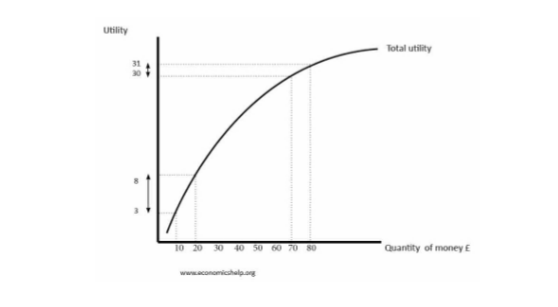 Utility
Total utility
31
30
8
3
10 20 30 40 50 60 70 80
Quantity of money £
www.economicshelp.org